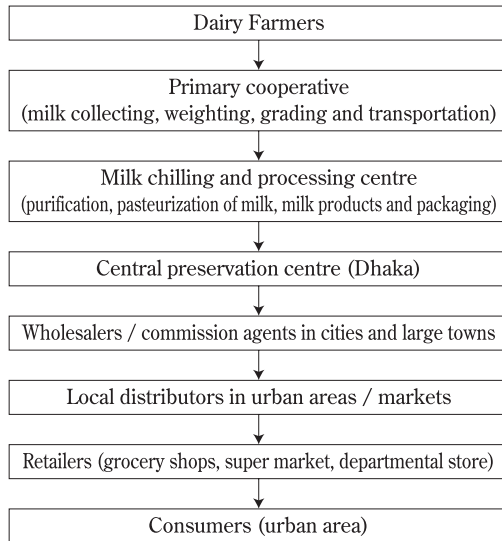 Dairy Farmers
Primary cooperative
(milk collecting, weighting, grading and transportation)
Milk chilling and processing centre
(purification, pasteurization of milk, milk products and packaging)
Central preservation centre (Dhaka)
Wholesalers / commission agents in cities and large towns
Local distributors in urban areas / markets
Retailers (grocery shops, super market, departmental store)
Consumers (urban area)